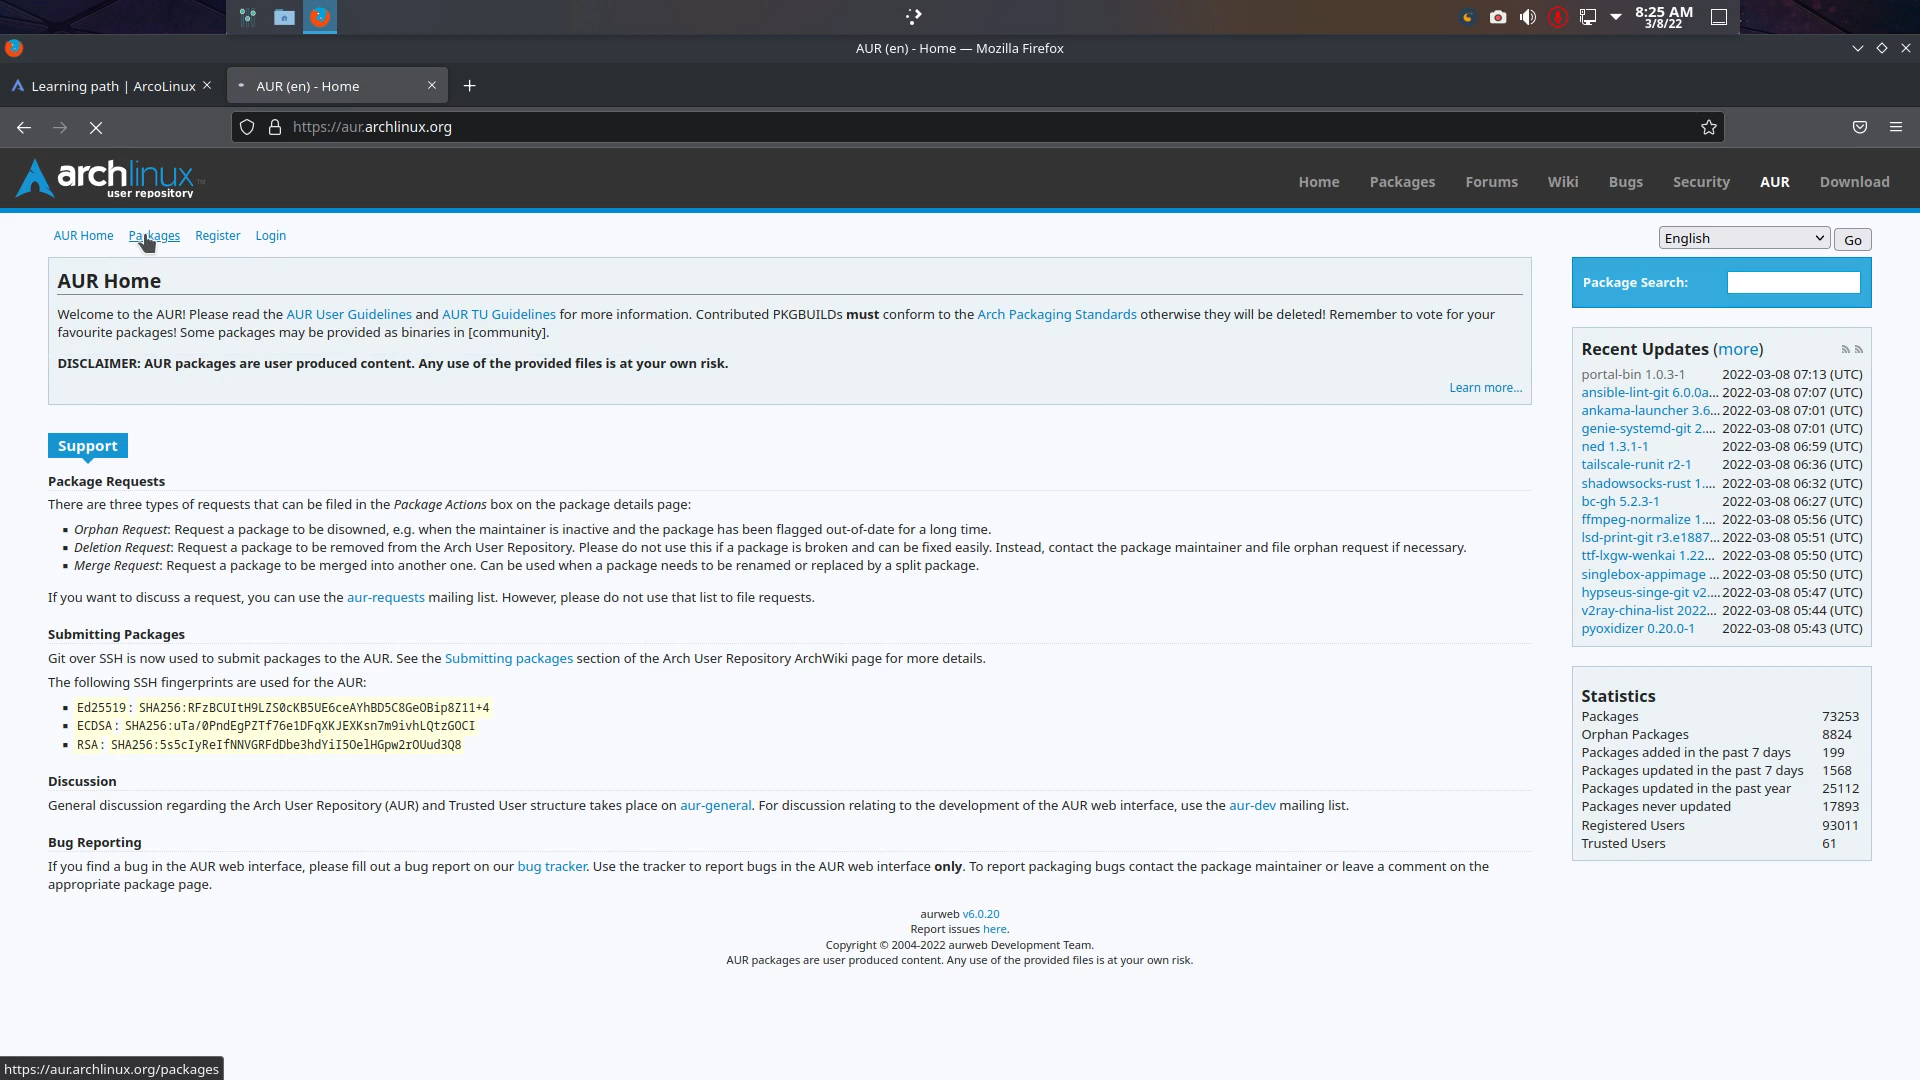 8:25 AM
3/8/22
AUR (en) - Home — Mozilla Firefox
Learning path | ArcoLinux
AUR (en) - Home
https://aur.archlinux.org
archlinux™
user repository
Home Packages Forums Wiki Bugs Security AUR Download
AUR Home Packages Register Login
English
Go
AUR Home
Welcome to the AUR! Please read the AUR User Guidelines and AUR TU Guidelines for more information. Contributed PKGBUILDs must conform to the Arch Packaging Standards otherwise they will be deleted! Remember to vote for your
favourite packages! Some packages may be provided as binaries in [community].
DISCLAIMER: AUR packages are user produced content. Any use of the provided files is at your own risk.
Learn more...
Support
Package Requests
There are three types of requests that can be filed in the Package Actions box on the package details page:
▪ Orphan Request: Request a package to be disowned, e.g. when the maintainer is inactive and the package has been flagged out-of-date for a long time.
▪ Deletion Request: Request a package to be removed from the Arch User Repository. Please do not use this if a package is broken and can be fixed easily. Instead, contact the package maintainer and file orphan request if necessary.
▪ Merge Request: Request a package to be merged into another one. Can be used when a package needs to be renamed or replaced by a split package.
If you want to discuss a request, you can use the aur-requests mailing list. However, please do not use that list to file requests.
Submitting Packages
Git over SSH is now used to submit packages to the AUR. See the Submitting packages section of the Arch User Repository ArchWiki page for more details.
The following SSH fingerprints are used for the AUR:
▪ Ed25519: SHA256:RFzBCUItH9LZS0cKB5UE6ceAYhBD5C8GeOBip8Z11+4
▪ ECDSA: SHA256:uTa/0PndEgPZTf76e1DFqXKJEXKsn7m9ivhLQtzGOCI
▪ RSA: SHA256:5s5cIyReIfNNVGRFdDbe3hdYiI5OelHGpw2rOUud3Q8
Discussion
General discussion regarding the Arch User Repository (AUR) and Trusted User structure takes place on aur-general. For discussion relating to the development of the AUR web interface, use the aur-dev mailing list.
Bug Reporting
If you find a bug in the AUR web interface, please fill out a bug report on our bug tracker. Use the tracker to report bugs in the AUR web interface only. To report packaging bugs contact the package maintainer or leave a comment on the
appropriate package page.
Package Search:
Recent Updates (more)
portal-bin 1.0.3-1 2022-03-08 07:13 (UTC)
ansible-lint-git 6.0.0a... 2022-03-08 07:07 (UTC)
ankama-launcher 3.6... 2022-03-08 07:01 (UTC)
genie-systemd-git 2.... 2022-03-08 07:01 (UTC)
ned 1.3.1-1 2022-03-08 06:59 (UTC)
tailscale-runit r2-1 2022-03-08 06:36 (UTC)
shadowsocks-rust 1.... 2022-03-08 06:32 (UTC)
bc-gh 5.2.3-1 2022-03-08 06:27 (UTC)
ffmpeg-normalize 1.... 2022-03-08 05:56 (UTC)
lsd-print-git r3.e1887... 2022-03-08 05:51 (UTC)
ttf-lxgw-wenkai 1.22... 2022-03-08 05:50 (UTC)
singlebox-appimage ... 2022-03-08 05:50 (UTC)
hypseus-singe-git v2.... 2022-03-08 05:47 (UTC)
v2ray-china-list 2022... 2022-03-08 05:44 (UTC)
pyoxidizer 0.20.0-1 2022-03-08 05:43 (UTC)
Statistics
Packages 73253
Orphan Packages 8824
Packages added in the past 7 days 199
Packages updated in the past 7 days 1568
Packages updated in the past year 25112
Packages never updated 17893
Registered Users 93011
Trusted Users 61
aurweb v6.0.20
Report issues here.
Copyright © 2004-2022 aurweb Development Team.
AUR packages are user produced content. Any use of the provided files is at your own risk.
https://aur.archlinux.org/packages